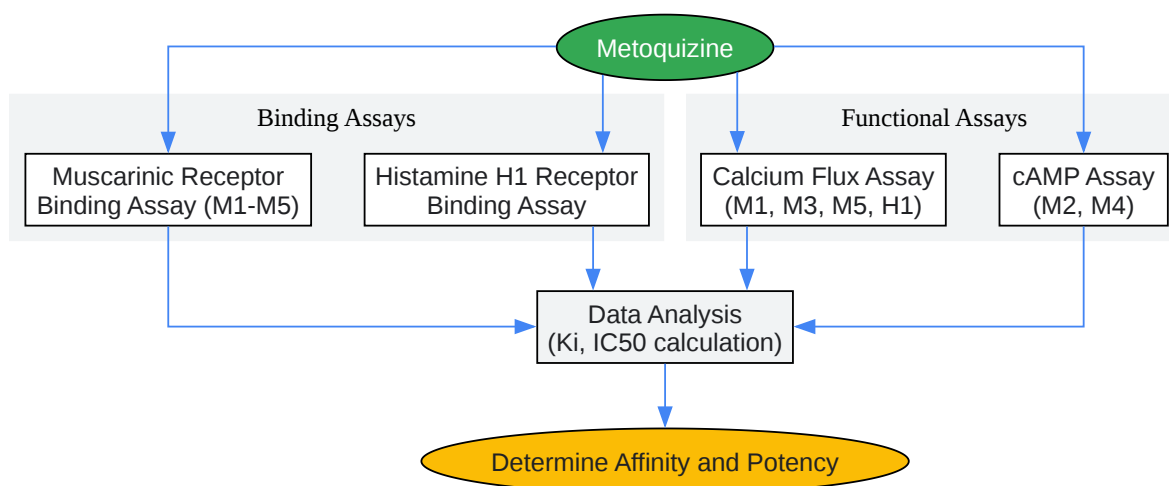 Metoquizine
Binding Assays
Functional Assays
Muscarinic Receptor
Binding Assay (M1-M5)
Histamine H1 Receptor
Binding Assay
Calcium Flux Assay
(M1, M3, M5, H1)
cAMP Assay
(M2, M4)
Data Analysis
(Ki, IC50 calculation)
Determine Affinity and Potency